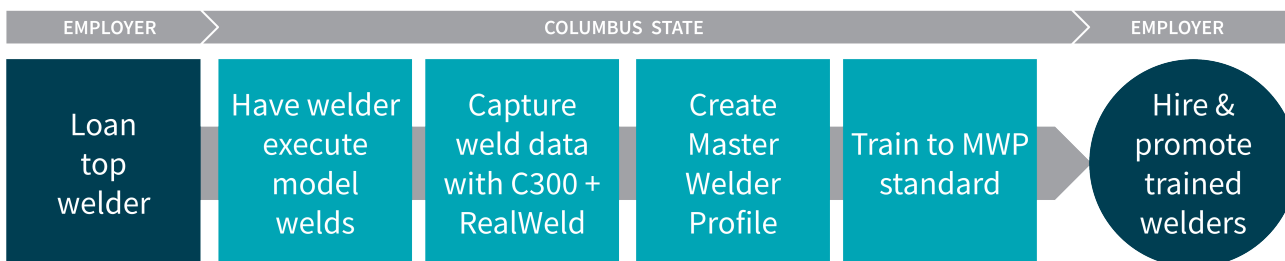 EMPLOYER
COLUMBUS STATE
EMPLOYER
Loan
top
welder
Have welder
execute
model
welds
Capture
weld data
with C300 +
RealWeld
Create
Master
Welder
Profile
Train to MWP
standard
Hire &
promote
trained
welders